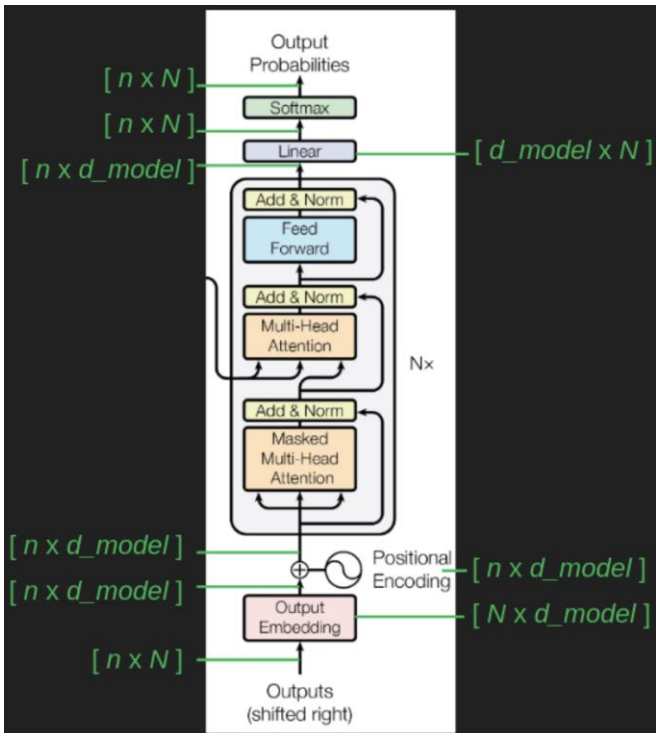 Output
Probabilities
[ n x N ]
Softmax
[ n x N ]
Linear
[ d_model x N ]
[ n x d_model ]
Add & Norm
Feed
Forward
Add & Norm
Multi-Head
Attention
N×
Add & Norm
Masked
Multi-Head
Attention
[ n x d_model ]
Positional
Encoding
[ n x d_model ]
[ n x d_model ]
Output
Embedding
[ N x d_model ]
[ n x N ]
Outputs
(shifted right)